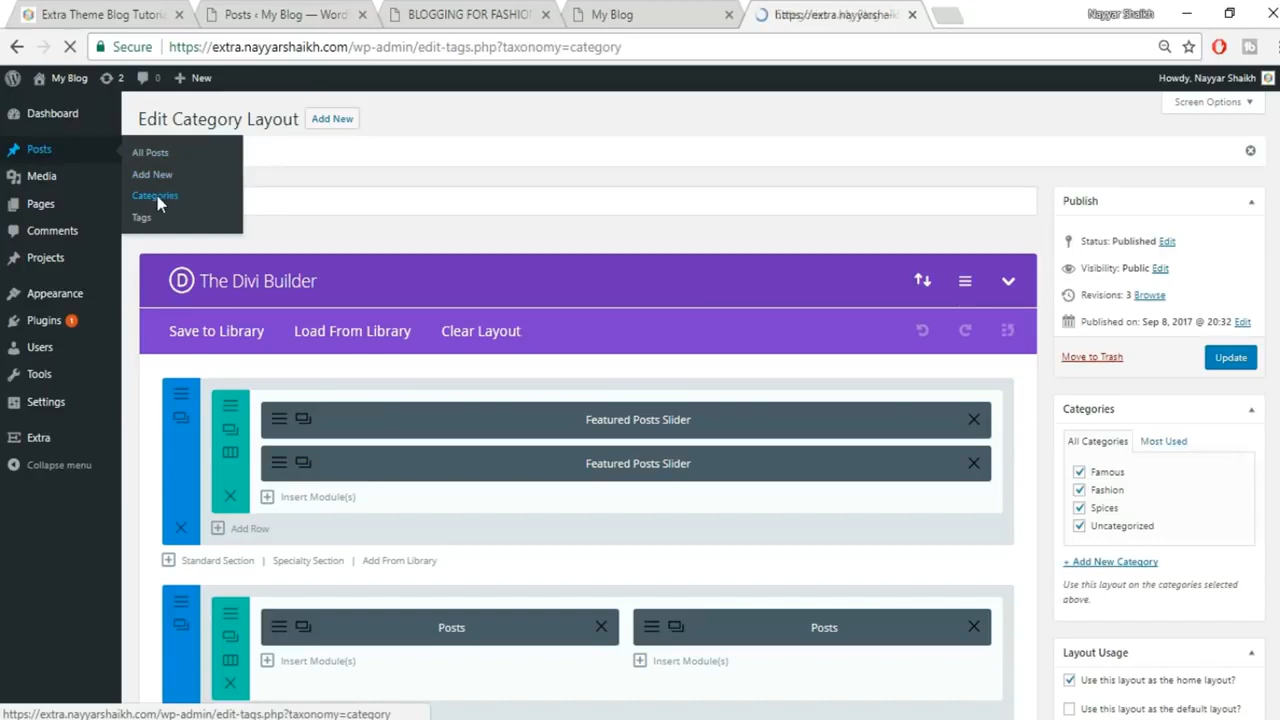 Extra Blog Theme Tutori
Posts ‹ My Blog — Word
BLOGGING FOR FASHIO
My Blog
https://extra.nayyarshaikh
Nayyar Shaikh
Secure
https://extra.nayyarshaikh.com/wp-admin/edit-tags.php?taxonomy=category
My Blog
2
0
New
Howdy, Nayyar Shaikh
Dashboard
Posts
Media
Pages
Comments
Projects
Appearance
Plugins 1
Users
Tools
Settings
Extra
Collapse menu
All Posts
Add New
Categories
Tags
Edit Category Layout
Add New
Screen Options
D The Divi Builder
Save to Library
Load From Library
Clear Layout
Featured Posts Slider
Featured Posts Slider
Insert Module(s)
Add Row
Standard Section | Specialty Section | Add From Library
Posts
Posts
Insert Module(s)
Insert Module(s)
Publish
Status: Published Edit
Visibility: Public Edit
Revisions: 3 Browse
Published on: Sep 8, 2017 @ 20:32 Edit
Move to Trash
Update
Categories
All Categories
Most Used
Famous
Fashion
Spices
Uncategorized
+ Add New Category
Use this layout on the categories selected
above.
Layout Usage
Use this layout as the home layout?
Use this layout as the default layout?
https://extra.nayyarshaikh.com/wp-admin/edit-tags.php?taxonomy=category